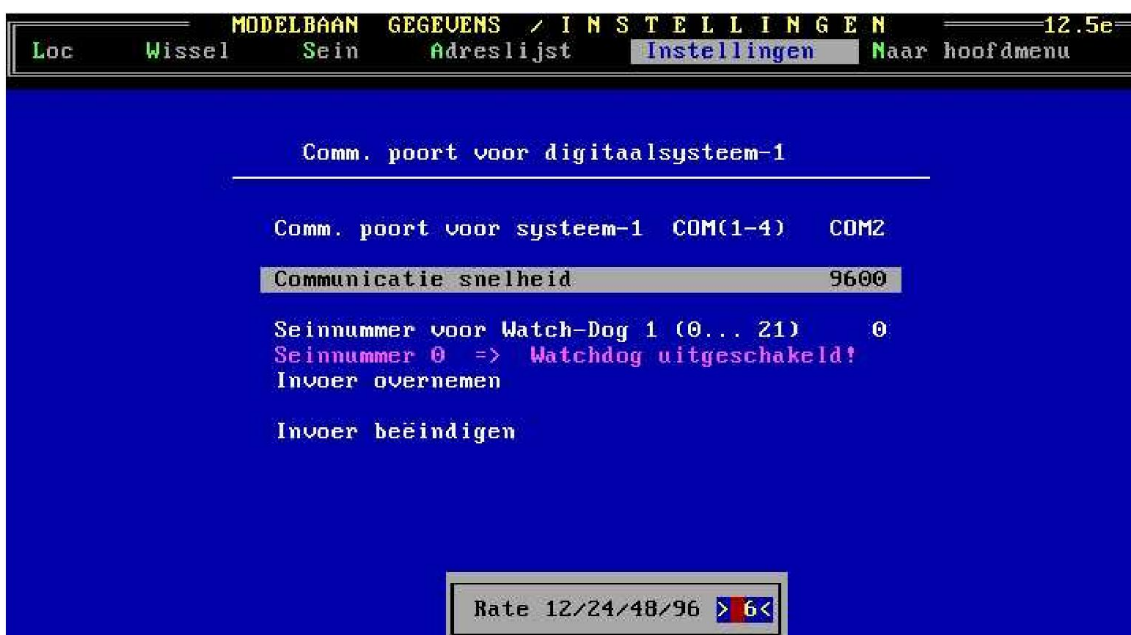 MODELBAAN GEGEVENS / I N S T E L L I N G E N 12.5e
Loc Wissel Sein Adreslijst Instellingen Naar hoofdmenu
Comm. poort voor digitaalsysteem-1
Comm. poort voor systeem-1 COM(1-4) COM2
Communicatie snelheid 9600
Seinnummer voor Watch-Dog 1 (0... 21) 0
Seinnummer 0 => Watchdog uitgeschakeld!
Invoer overnemen
Invoer beëindigen
Rate 12/24/48/96 > 6<